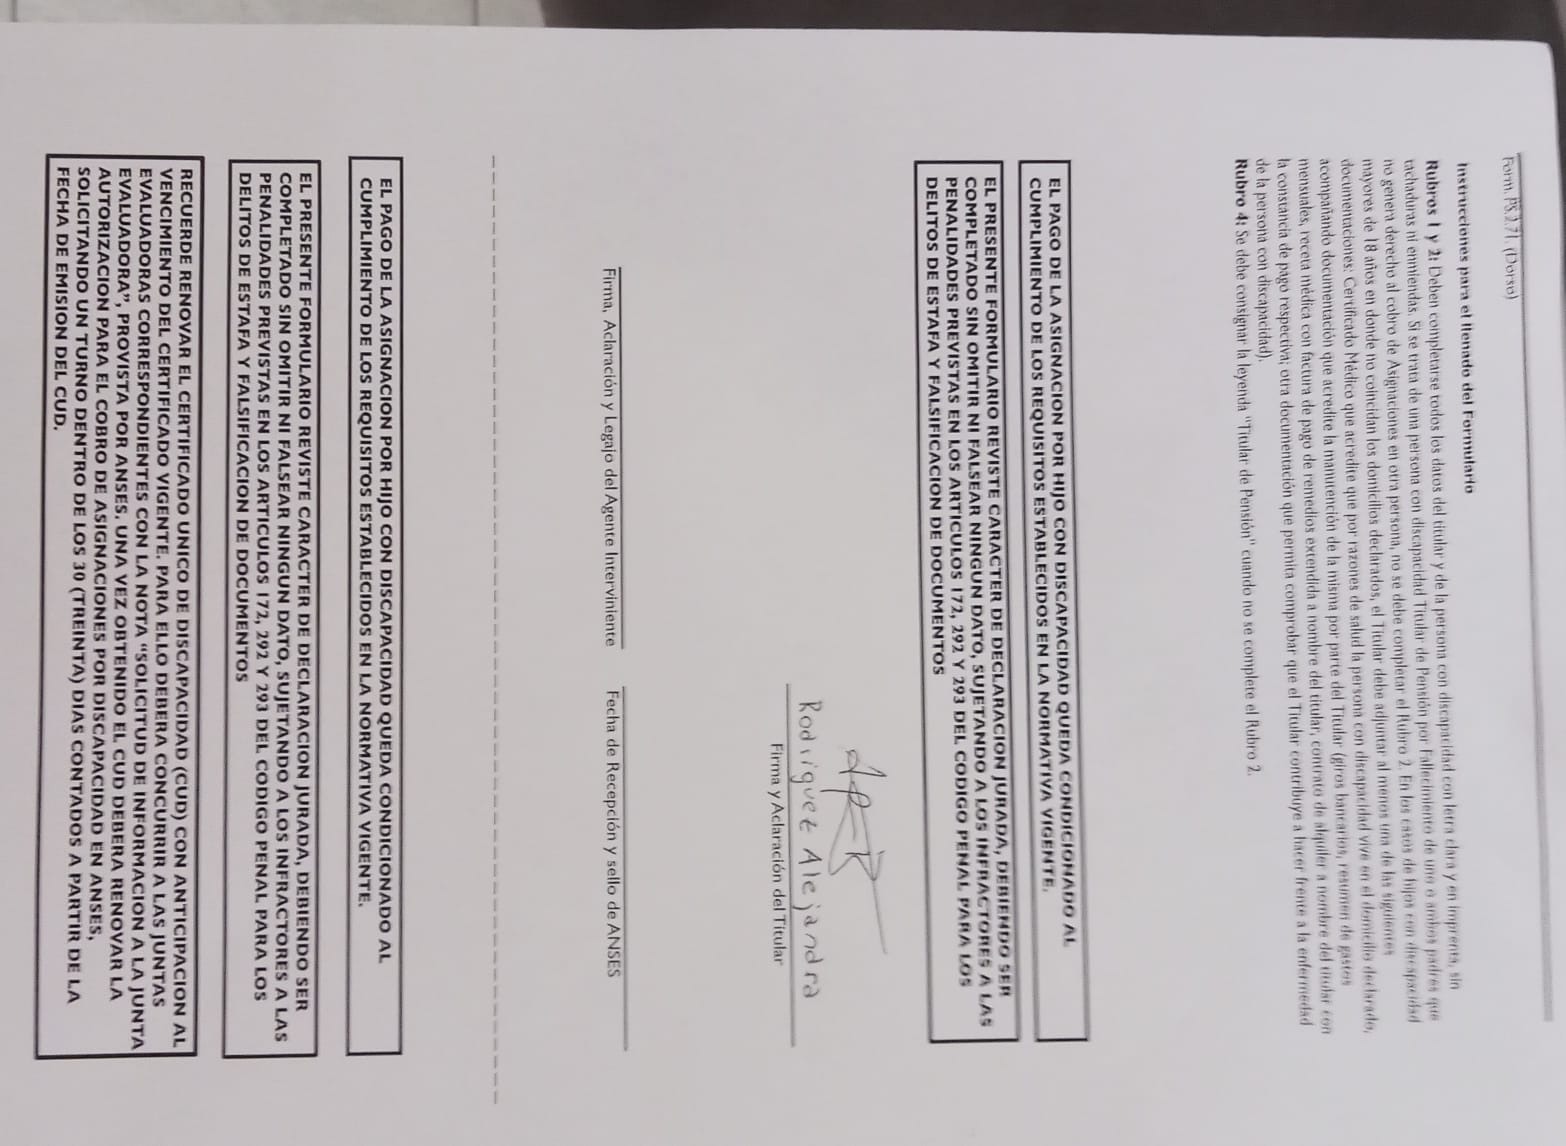 Form. PS.2.71. (Dorso)
Instrucciones para el llenado del Formulario
Rubros 1 y 2: Deben completarse todos los datos del titular y de la persona con discapacidad con letra clara y en imprenta, sin
tachaduras ni enmiendas. Si se trata de una persona con discapacidad Titular de Pensión por Fallecimiento de uno o ambos padres que
no genera derecho al cobro de Asignaciones en otra persona, no se debe completar el Rubro 2. En los casos de hijos con discapacidad
mayores de 18 años en donde no coincidan los domicilios declarados, el Titular debe adjuntar al menos una de las siguientes
documentaciones: Certificado Médico que acredite que por razones de salud la persona con discapacidad vive en el domicilio declarado,
acompañando documentación que acredite la manutención de la misma por parte del Titular (giros bancarios, resumen de gastos
mensuales, receta médica con factura de pago de remedios extendida a nombre del titular, contrato de alquiler a nombre del titular con
la constancia de pago respectiva; otra documentación que permita comprobar que el Titular contribuye a hacer frente a la enfermedad
de la persona con discapacidad).
Rubro 4: Se debe consignar la leyenda "Titular de Pensión" cuando no se complete el Rubro 2.
EL PAGO DE LA ASIGNACION POR HIJO CON DISCAPACIDAD QUEDA CONDICIONADO AL
CUMPLIMIENTO DE LOS REQUISITOS ESTABLECIDOS EN LA NORMATIVA VIGENTE.
EL PRESENTE FORMULARIO REVISTE CARACTER DE DECLARACION JURADA, DEBIENDO SER
COMPLETADO SIN OMITIR NI FALSEAR NINGUN DATO, SUJETANDO A LOS INFRACTORES A LAS
PENALIDADES PREVISTAS EN LOS ARTICULOS 172, 292 Y 293 DEL CODIGO PENAL PARA LOS
DELITOS DE ESTAFA Y FALSIFICACION DE DOCUMENTOS
Rodriguez Alejandra
Firma y Aclaración del Titular
Firma, Aclaración y Legajo del Agente Interviniente Fecha de Recepción y sello de ANSES
EL PAGO DE LA ASIGNACION POR HIJO CON DISCAPACIDAD QUEDA CONDICIONADO AL
CUMPLIMIENTO DE LOS REQUISITOS ESTABLECIDOS EN LA NORMATIVA VIGENTE.
EL PRESENTE FORMULARIO REVISTE CARACTER DE DECLARACION JURADA, DEBIENDO SER
COMPLETADO SIN OMITIR NI FALSEAR NINGUN DATO, SUJETANDO A LOS INFRACTORES A LAS
PENALIDADES PREVISTAS EN LOS ARTICULOS 172, 292 Y 293 DEL CODIGO PENAL PARA LOS
DELITOS DE ESTAFA Y FALSIFICACION DE DOCUMENTOS
RECUERDE RENOVAR EL CERTIFICADO UNICO DE DISCAPACIDAD (CUD) CON ANTICIPACION AL
VENCIMIENTO DEL CERTIFICADO VIGENTE. PARA ELLO DEBERA CONCURRIR A LAS JUNTAS
EVALUADORAS CORRESPONDIENTES CON LA NOTA "SOLICITUD DE INFORMACION A LA JUNTA
EVALUADORA", PROVISTA POR ANSES. UNA VEZ OBTENIDO EL CUD DEBERA RENOVAR LA
AUTORIZACION PARA EL COBRO DE ASIGNACIONES POR DISCAPACIDAD EN ANSES,
SOLICITANDO UN TURNO DENTRO DE LOS 30 (TREINTA) DIAS CONTADOS A PARTIR DE LA
FECHA DE EMISION DEL CUD.